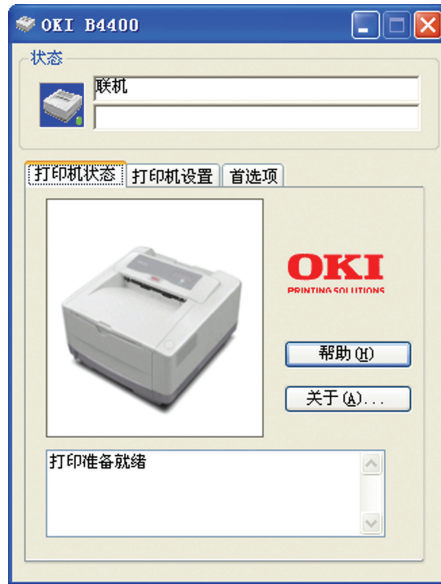 OKI B4400
状态
联机
打印机状态 打印机设置 首选项
OKI
PRINTING SOLUTIONS
帮助(H)
关于(A)...
打印准备就绪